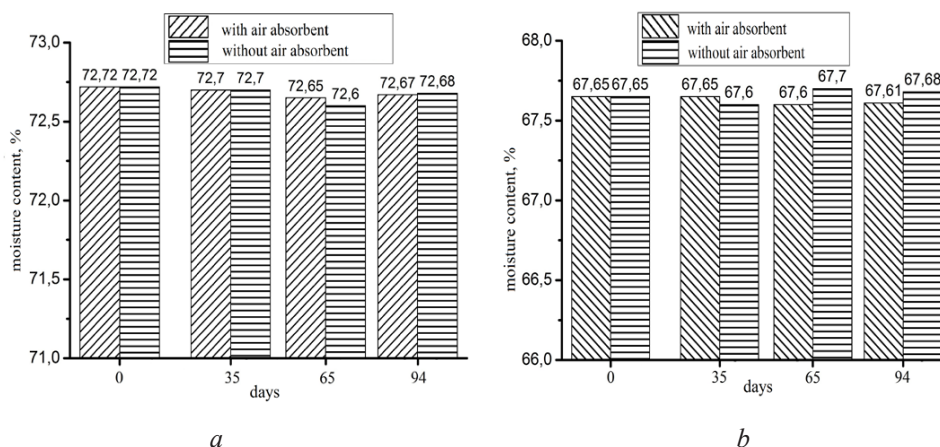 with air absorbent
without air absorbent
73,0
72,5
72,0
71,5
71,0
moisture content, %
72,72 72,72
72,7 72,7
72,65 72,6
72,67 72,68
0 35 65 94
days
a
with air absorbent
without air absorbent
68,0
67,5
67,0
66,5
66,0
moisture content, %
67,65 67,65
67,65 67,6
67,6 67,7
67,61 67,68
0 35 65 94
days
b